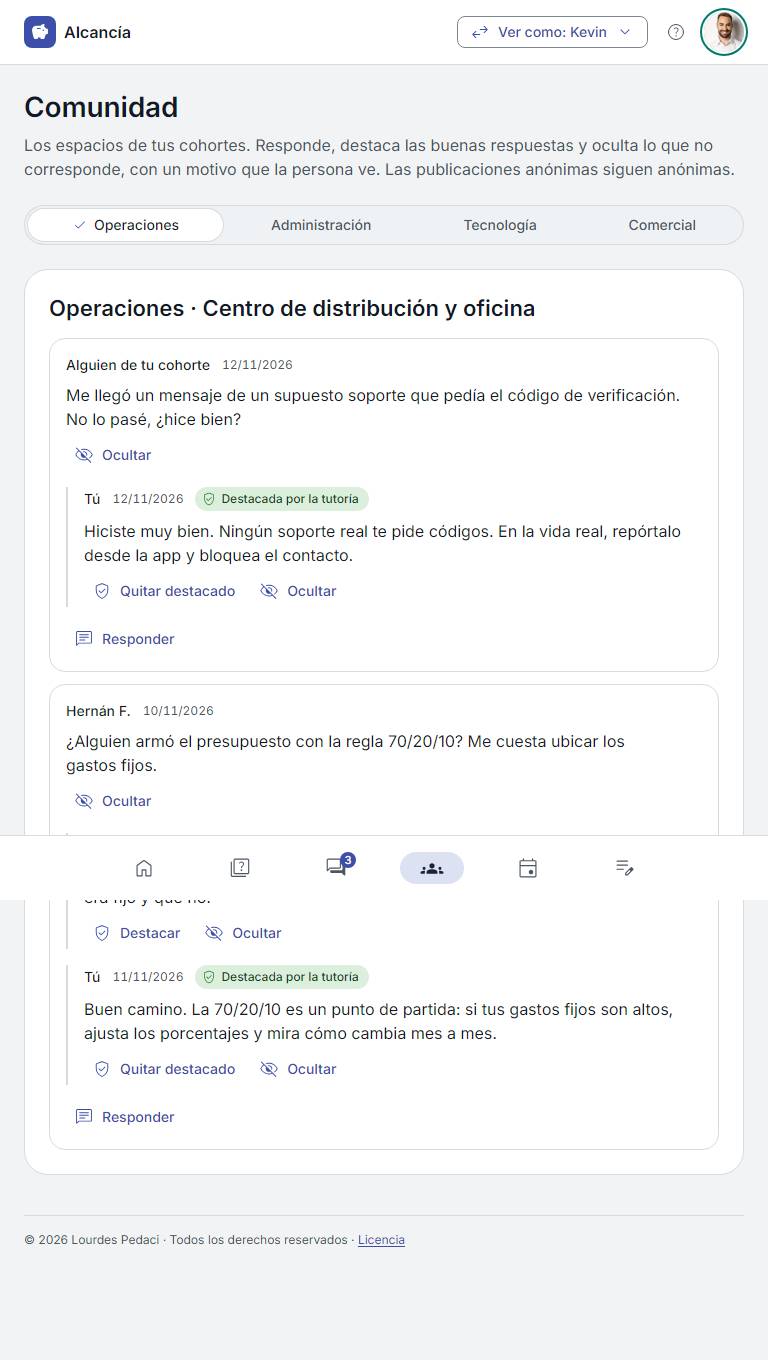 Alcancía
Ver como: Kevin
Comunidad
Los espacios de tus cohortes. Responde, destaca las buenas respuestas y oculta lo que no
corresponde, con un motivo que la persona ve. Las publicaciones anónimas siguen anónimas.
Operaciones
Administración
Tecnología
Comercial
Operaciones · Centro de distribución y oficina
Alguien de tu cohorte 12/11/2026
Me llegó un mensaje de un supuesto soporte que pedía el código de verificación.
No lo pasé, ¿hice bien?
Ocultar
Tú 12/11/2026 Destacada por la tutoría
Hiciste muy bien. Ningún soporte real te pide códigos. En la vida real, repórtalo
desde la app y bloquea el contacto.
Quitar destacado Ocultar
Responder
Hernán F. 10/11/2026
¿Alguien armó el presupuesto con la regla 70/20/10? Me cuesta ubicar los
gastos fijos.
Ocultar
3
era fijo y qué no.
Destacar Ocultar
Tú 11/11/2026 Destacada por la tutoría
Buen camino. La 70/20/10 es un punto de partida: si tus gastos fijos son altos,
ajusta los porcentajes y mira cómo cambia mes a mes.
Quitar destacado Ocultar
Responder
© 2026 Lourdes Pedaci · Todos los derechos reservados · Licencia